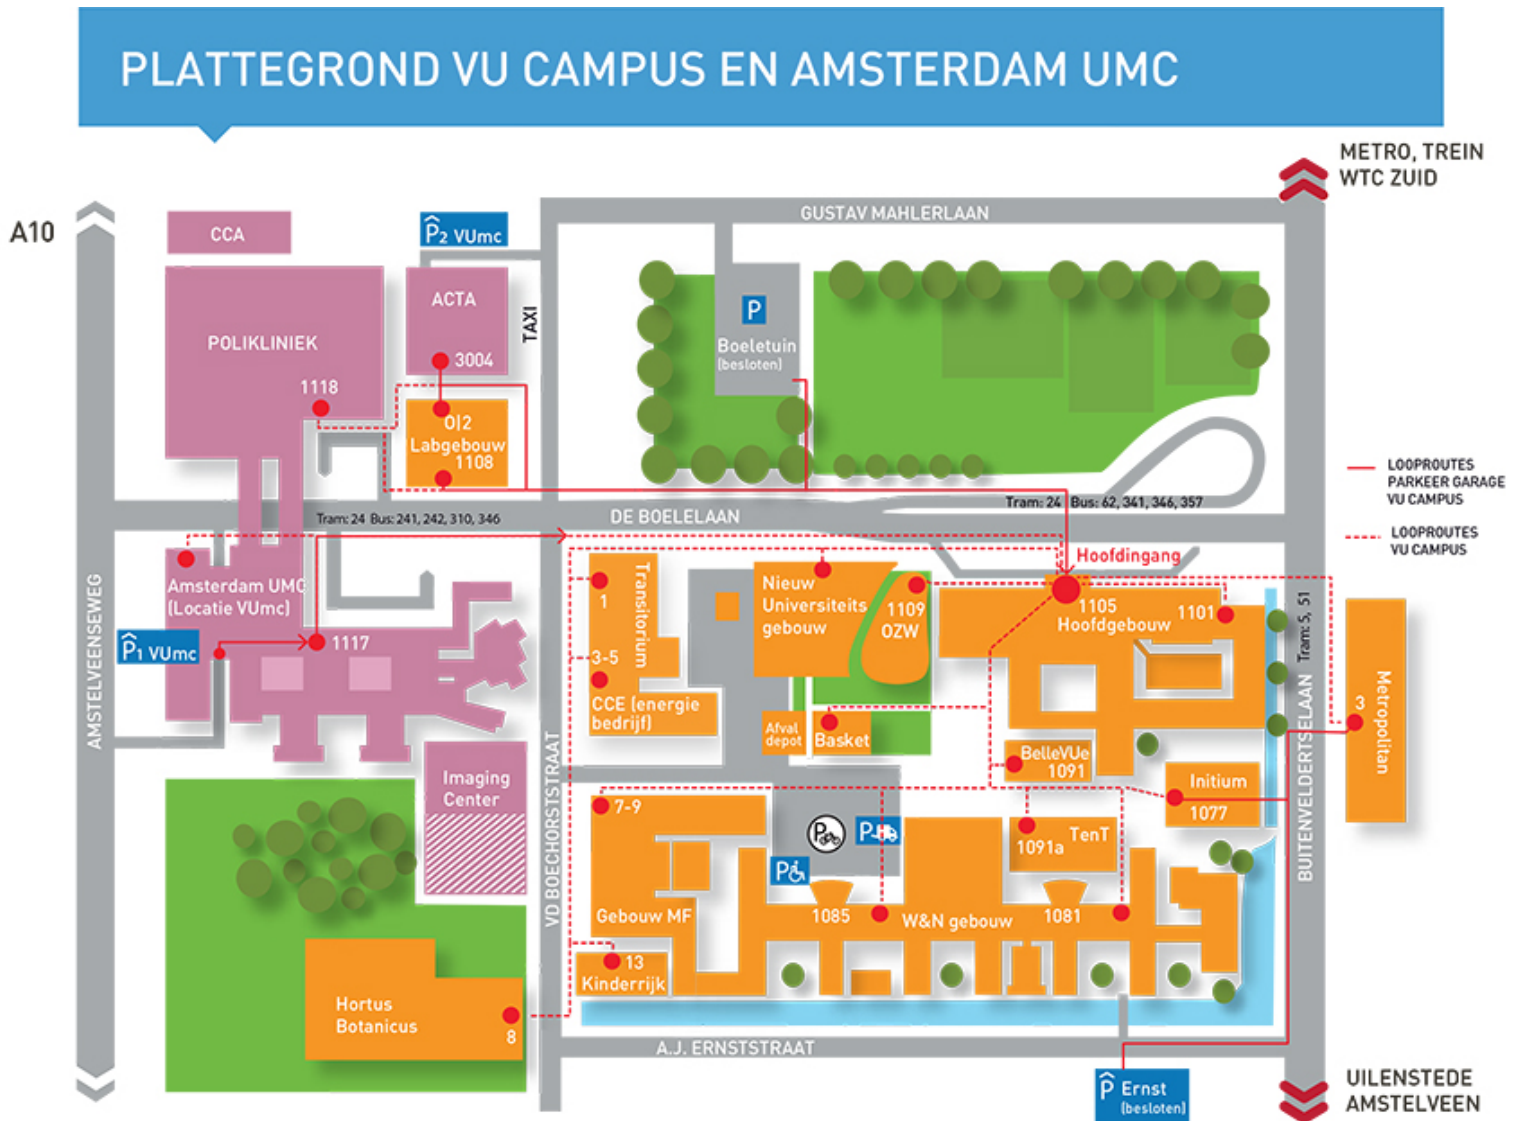 PLATTEGROND VU CAMPUS EN AMSTERDAM UMC
METRO, TREIN
WTC ZUID
A10
CCA
P2 VUmc
GUSTAV MAHLERLAAN
ACTA
TAXI
POLIKLINIEK
P
Boeletuin
(besloten)
3004
1118
O|2
Labgebouw
1108
LOOPROUTES
PARKEER GARAGE
VU CAMPUS
LOOPROUTES
VU CAMPUS
Tram: 24 Bus: 241, 242, 310, 346
DE BOELELAAN
Tram: 24 Bus: 62, 341, 346, 357
Hoofdingang
Amsterdam UMC
(Locatie VUmc)
P1 VUmc
1117
AMSTELVEENSEWEG
Transitorium
1
3-5
CCE (energie
bedrijf)
Nieuw
Universiteits
gebouw
1109
OZW
1105
Hoofdgebouw
1101
Tram: 5, 51
BUITENVELDERTSELAAN
3
Metropolitan
Afval
depot
Basket
BelleVUe
1091
Initium
1077
Imaging
Center
VD BOECHORSTSTRAAT
7-9
P
P
P
1091a
TenT
Gebouw MF
1085
W&N gebouw
1081
13
Kinderrijk
Hortus
Botanicus
8
A.J. ERNSTSTRAAT
P Ernst
(besloten)
UILENSTEDE
AMSTELVEEN